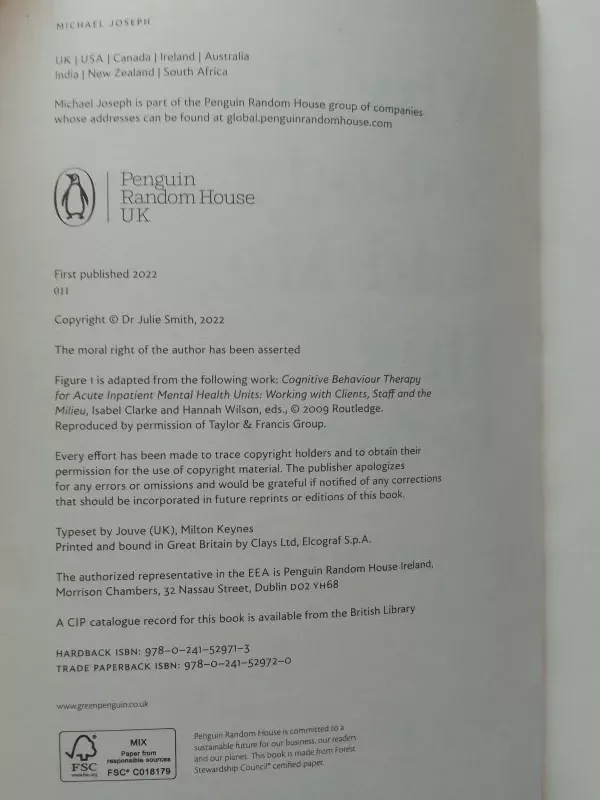 MICHAEL JOSEPH
UK | USA | Canada | Ireland | Australia
India | New Zealand | South Africa
Michael Joseph is part of the Penguin Random House group of companies
whose addresses can be found at global.penguinrandomhouse.com
Penguin
Random House
UK
First published 2022
011
Copyright © Dr Julie Smith, 2022
The moral right of the author has been asserted
Figure 1 is adapted from the following work: Cognitive Behaviour Therapy
for Acute Inpatient Mental Health Units: Working with Clients, Staff and the
Milieu, Isabel Clarke and Hannah Wilson, eds., © 2009 Routledge.
Reproduced by permission of Taylor & Francis Group.
Every effort has been made to trace copyright holders and to obtain their
permission for the use of copyright material. The publisher apologizes
for any errors or omissions and would be grateful if notified of any corrections
that should be incorporated in future reprints or editions of this book.
Typeset by Jouve (UK), Milton Keynes
Printed and bound in Great Britain by Clays Ltd, Elcograf S.p.A.
The authorized representative in the EEA is Penguin Random House Ireland,
Morrison Chambers, 32 Nassau Street, Dublin D02 YH68
A CIP catalogue record for this book is available from the British Library
HARDBACK ISBN: 978-0-241-52971-3
TRADE PAPERBACK ISBN: 978-0-241-52972-0
www.greenpenguin.co.uk
FSC
www.fsc.org
MIX
Paper from
responsible sources
FSC® C018179
Penguin Random House is committed to a
sustainable future for our business, our readers
and our planet. This book is made from Forest
Stewardship Council® certified paper.